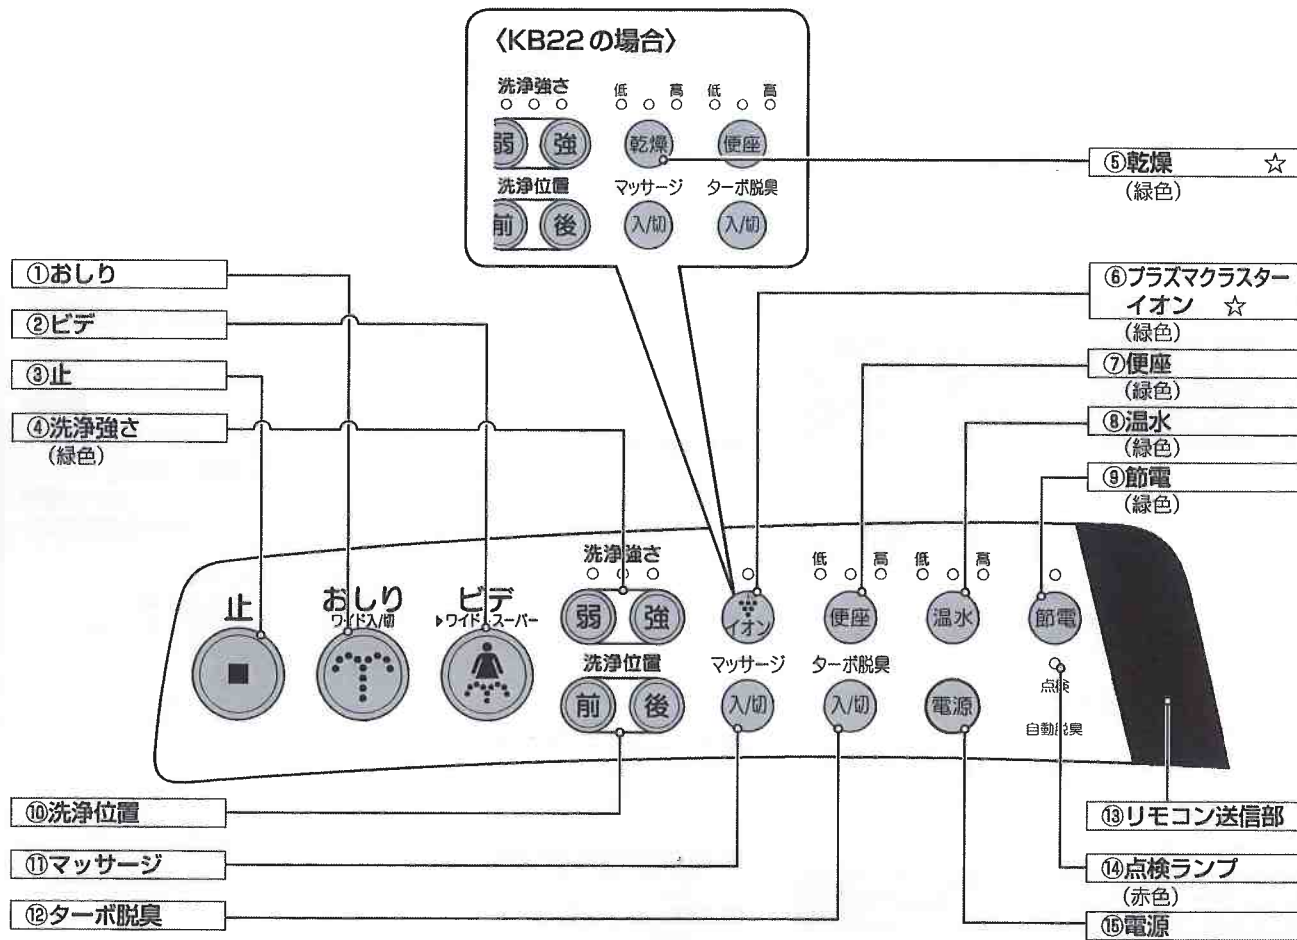 〈KB22の場合〉
洗浄強さ
低 高 低 高
弱 強 乾燥 便座
洗浄位置 マッサージ ターボ脱臭
前 後 入/切 入/切
⑤乾燥 ☆
(緑色)
①おしり
②ビデ
③止
④洗浄強さ
(緑色)
⑥プラズマクラスター
イオン ☆
(緑色)
⑦便座
(緑色)
⑧温水
(緑色)
⑨節電
(緑色)
止
おしり
ワイド入/切
ビデ
▶ワイド▶スーパー
洗浄強さ
低 高 低 高
弱 強 イオン 便座 温水 節電
洗浄位置 マッサージ ターボ脱臭
前 後 入/切 入/切 電源
点検
自動脱臭
⑩洗浄位置
⑪マッサージ
⑫ターボ脱臭
⑬リモコン送信部
⑭点検ランプ
(赤色)
⑮電源